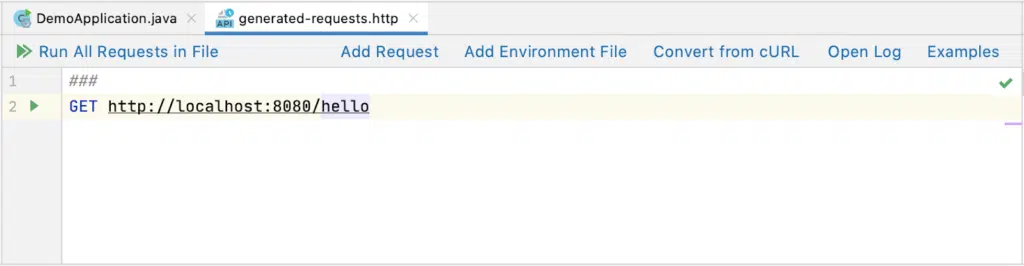 DemoApplication.java API generated-requests.http
Run All Requests in File Add Request Add Environment File Convert from cURL Open Log Examples
1 ###
2 GET http://localhost:8080/hello